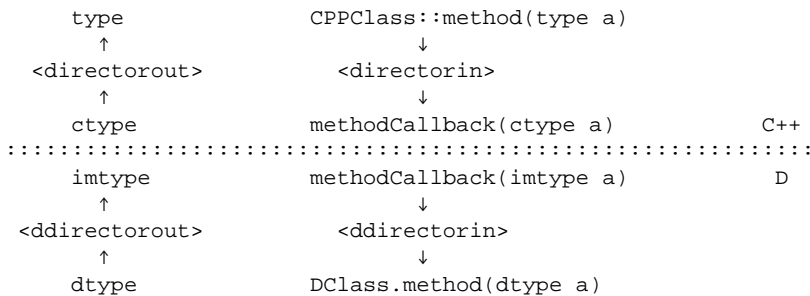 type CPPClass::method(type a)
↑ ↓
<directorout> <directorin>
↑ ↓
ctype methodCallback(ctype a) C++
:::::::::::::::::::::::::::::::::::::::::::::::::::::::::::::
imtype methodCallback(imtype a) D
↑ ↓
<ddirectorout> <ddirectorin>
↑ ↓
dtype DClass.method(dtype a)